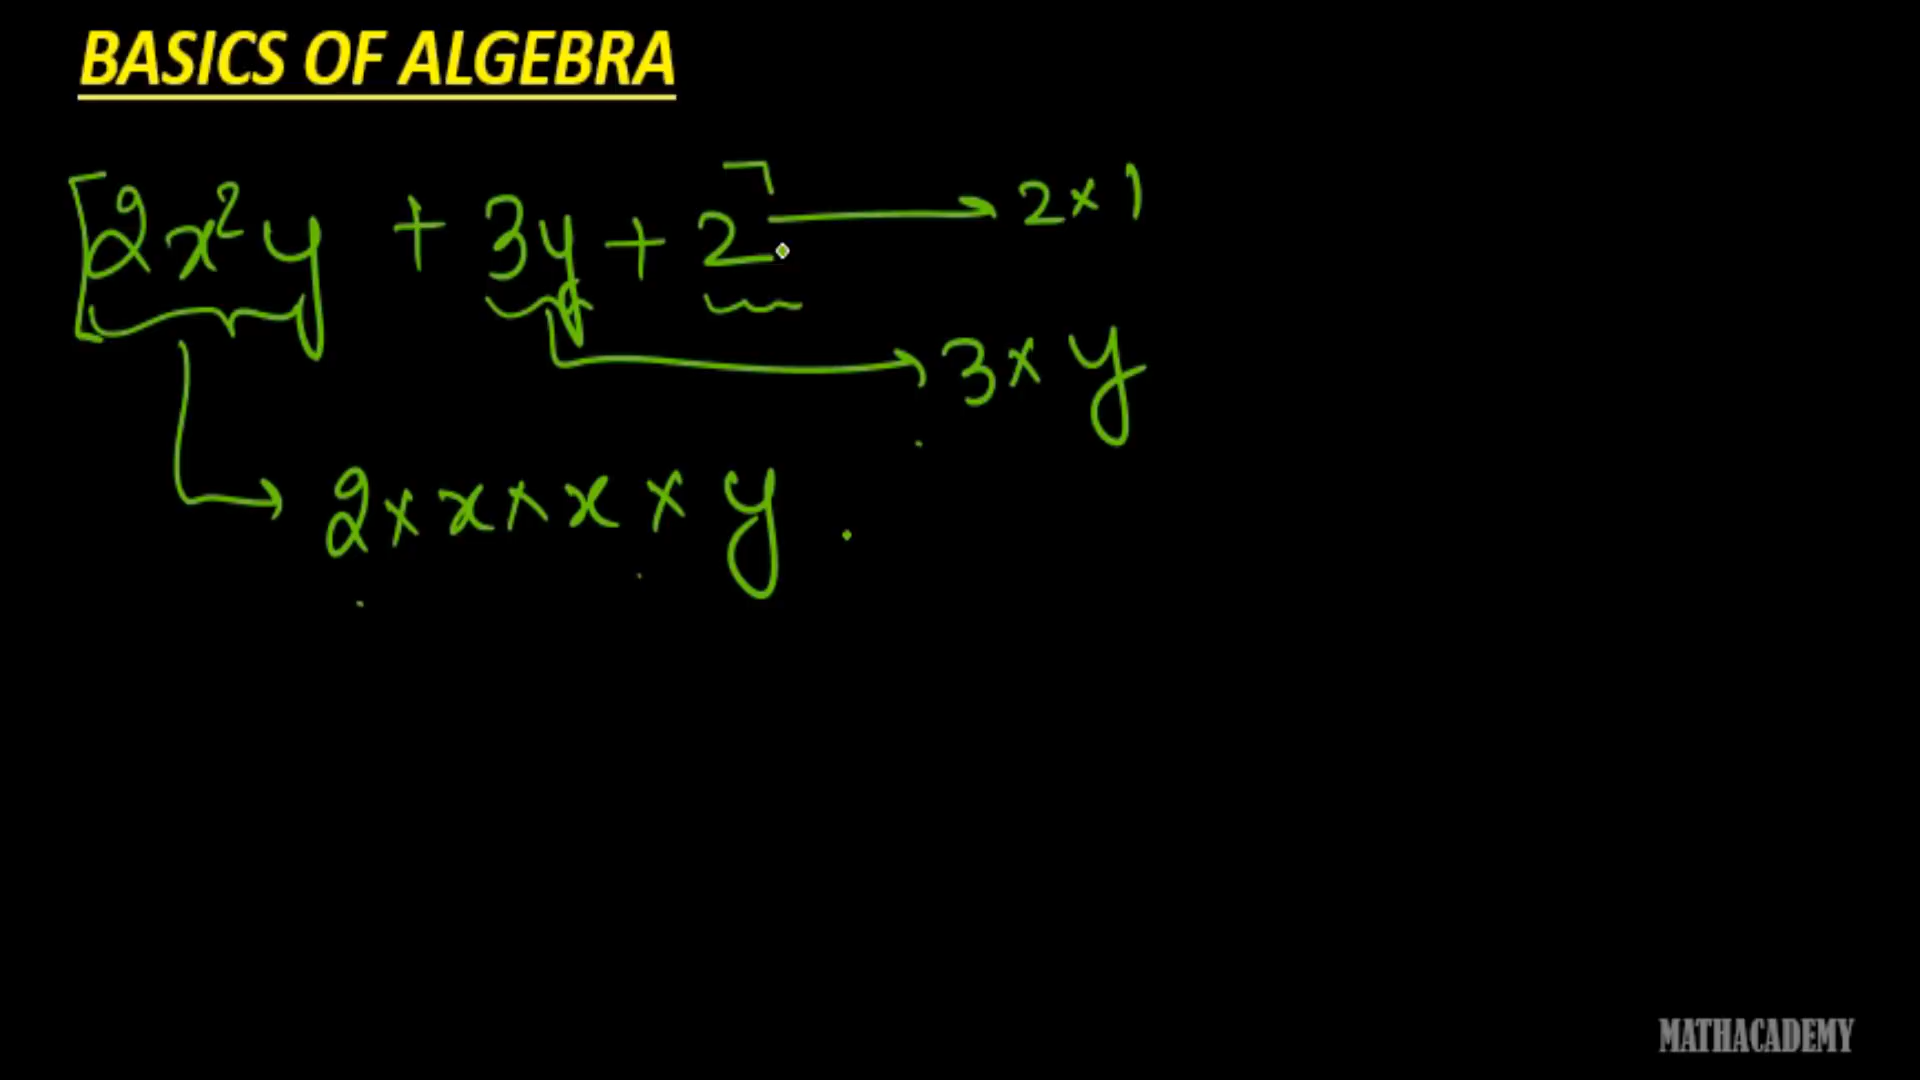 BASICS OF ALGEBRA
[2x²y + 3y + 2] → 2 × 1
→ 3 × y
→ 2 × x × x × y
MATHACADEMY